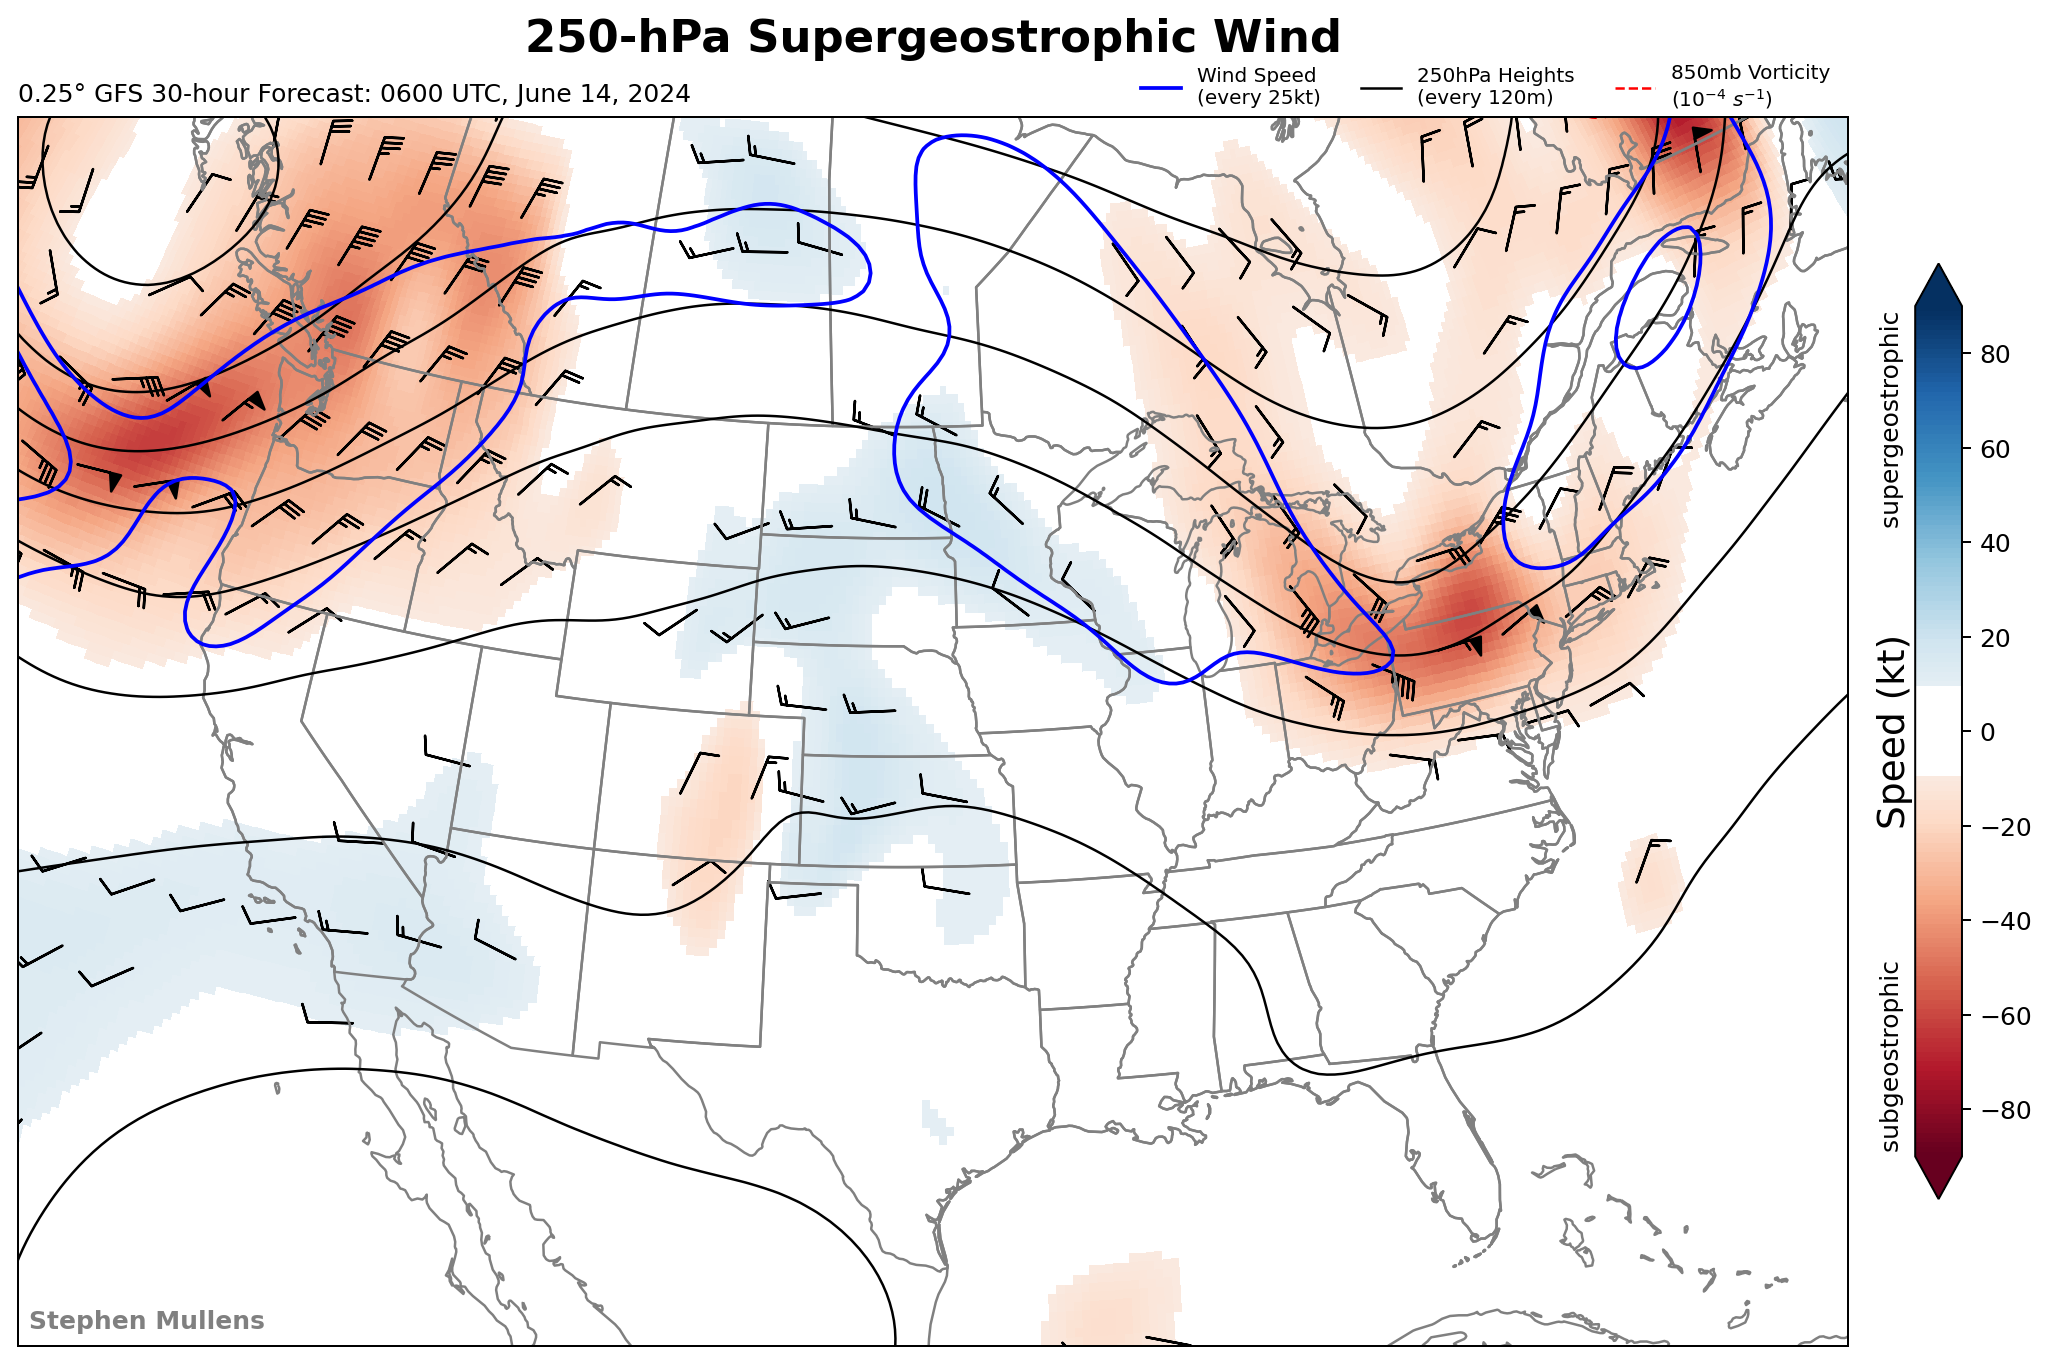 250-hPa Supergeostrophic Wind
0.25° GFS 30-hour Forecast: 0600 UTC, June 14, 2024
Wind Speed
(every 25kt)
250hPa Heights
(every 120m)
850mb Vorticity
(10⁻⁴ s⁻¹)
supergeostrophic
Speed (kt)
subgeostrophic
80
60
40
20
0
−20
−40
−60
−80
Stephen Mullens